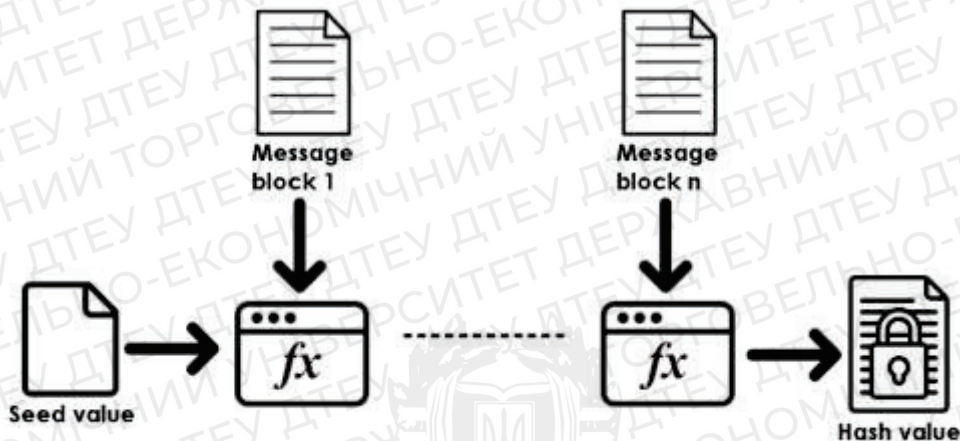 Message
block 1
Message
block n
fx
fx
Seed value
Hash value